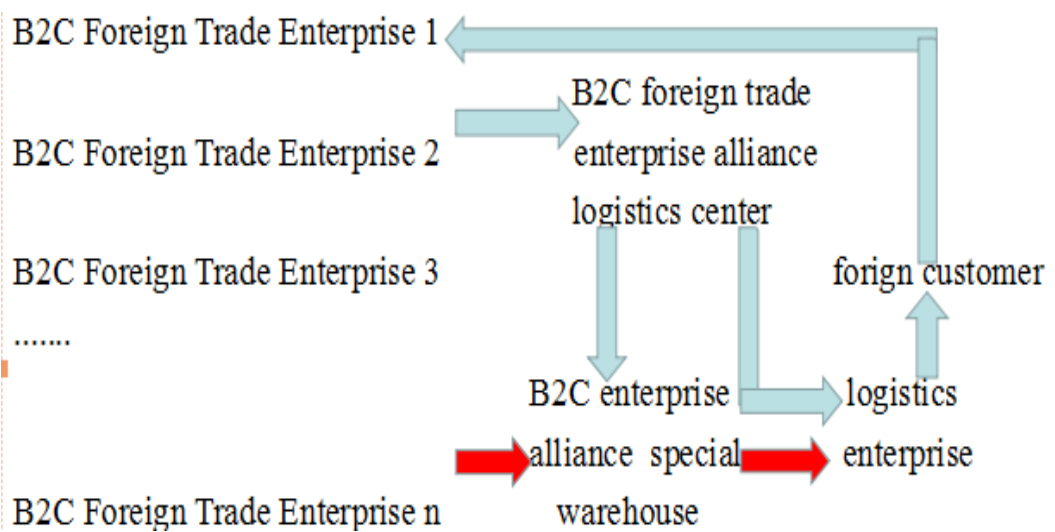 B2C Foreign Trade Enterprise 1
B2C Foreign Trade Enterprise 2
B2C Foreign Trade Enterprise 3
.......
B2C Foreign Trade Enterprise n
B2C foreign trade
enterprise alliance
logistics center
B2C enterprise
alliance special
warehouse
logistics
enterprise
forign customer